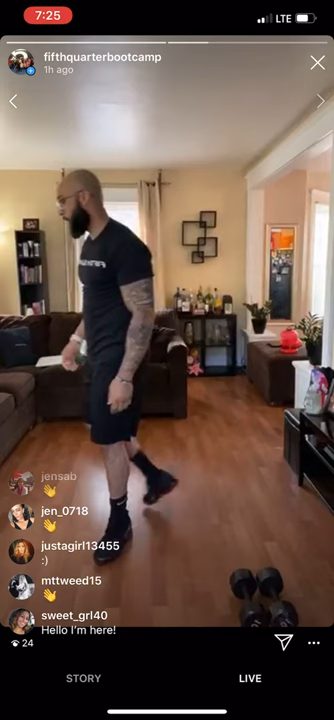 7:25
LTE
fifthquarterbootcamp
1h ago
jensab
👋
jen_0718
👋
justagirl13455
:)
mttweed15
👋
sweet_grl40
Hello I'm here!
24
STORY
LIVE